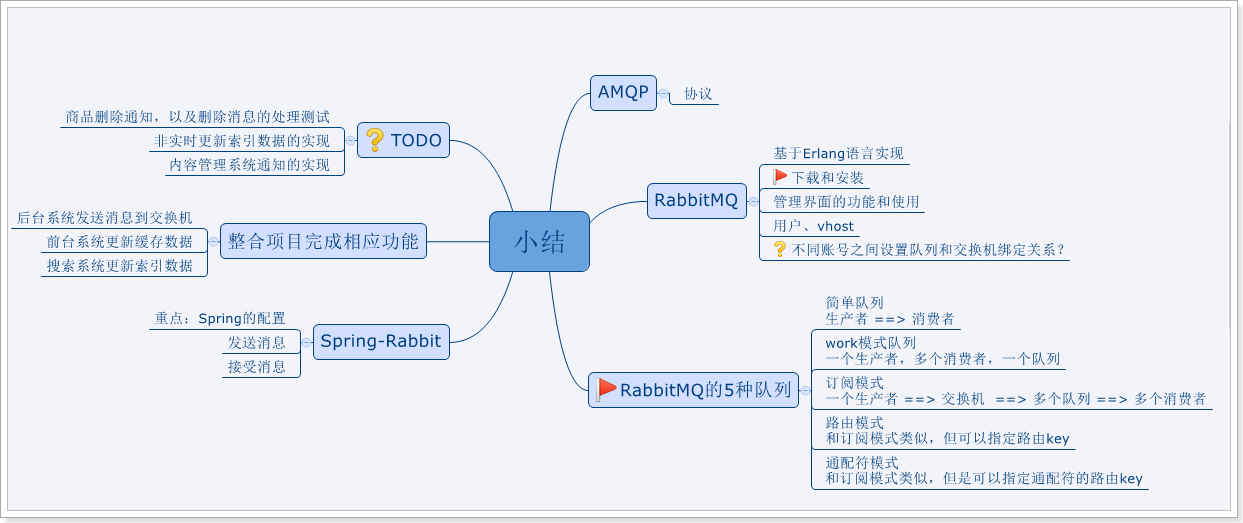 小结
AMQP
协议
RabbitMQ
基于Erlang语言实现
下载和安装
管理界面的功能和使用
用户、vhost
不同账号之间设置队列和交换机绑定关系？
RabbitMQ的5种队列
简单队列
生产者 ==> 消费者
work模式队列
一个生产者，多个消费者，一个队列
订阅模式
一个生产者 ==> 交换机 ==> 多个队列 ==> 多个消费者
路由模式
和订阅模式类似，但可以指定路由key
通配符模式
和订阅模式类似，但是可以指定通配符的路由key
TODO
商品删除通知，以及删除消息的处理测试
非实时更新索引数据的实现
内容管理系统通知的实现
整合项目完成相应功能
后台系统发送消息到交换机
前台系统更新缓存数据
搜索系统更新索引数据
Spring-Rabbit
重点：Spring的配置
发送消息
接受消息